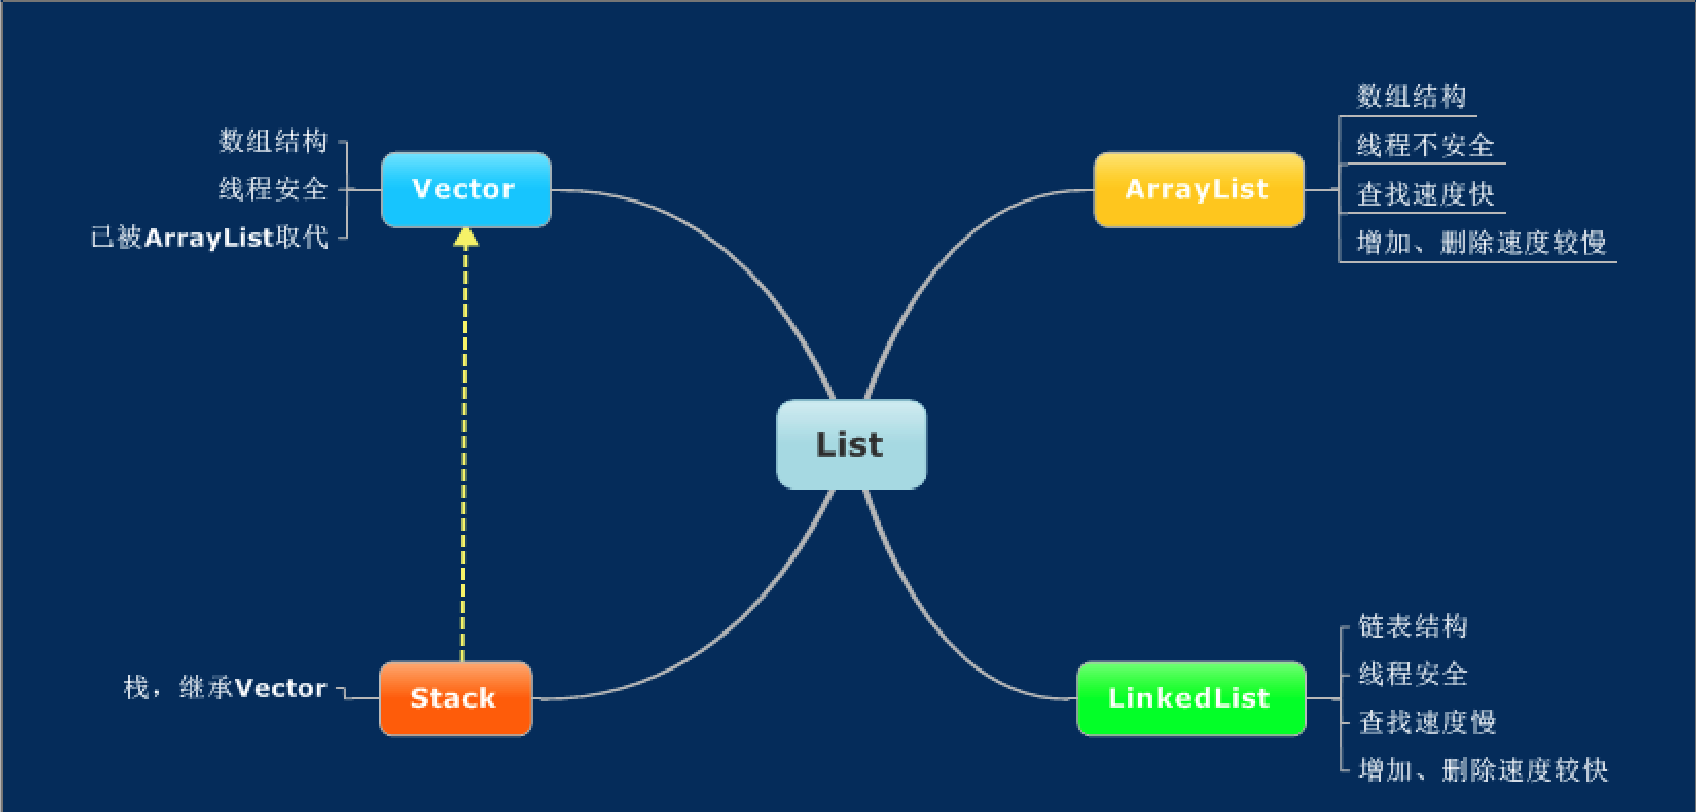 Vector
数组结构
线程安全
已被ArrayList取代
ArrayList
数组结构
线程不安全
查找速度快
增加、删除速度较慢
List
Stack
栈，继承Vector
LinkedList
链表结构
线程安全
查找速度慢
增加、删除速度较快